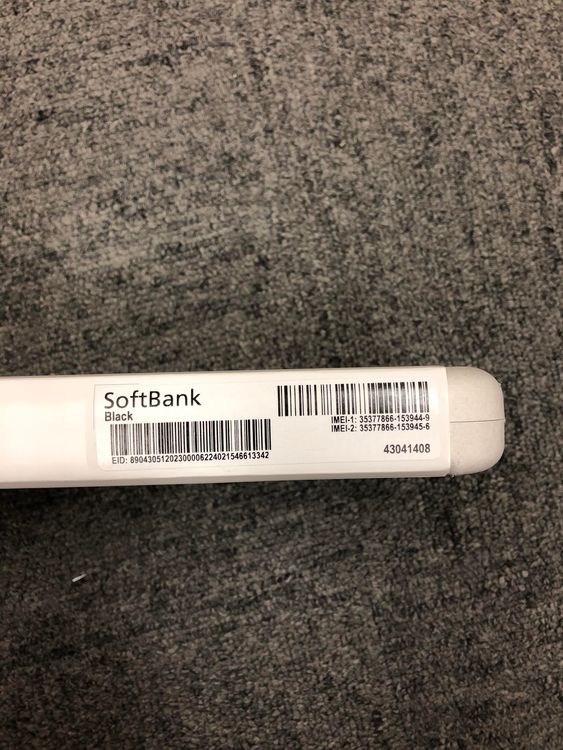 SoftBank
Black
EID: 89043051202300006224021546613342
IMEI-1: 35377866-153944-9
IMEI-2: 35377866-153945-6
43041408